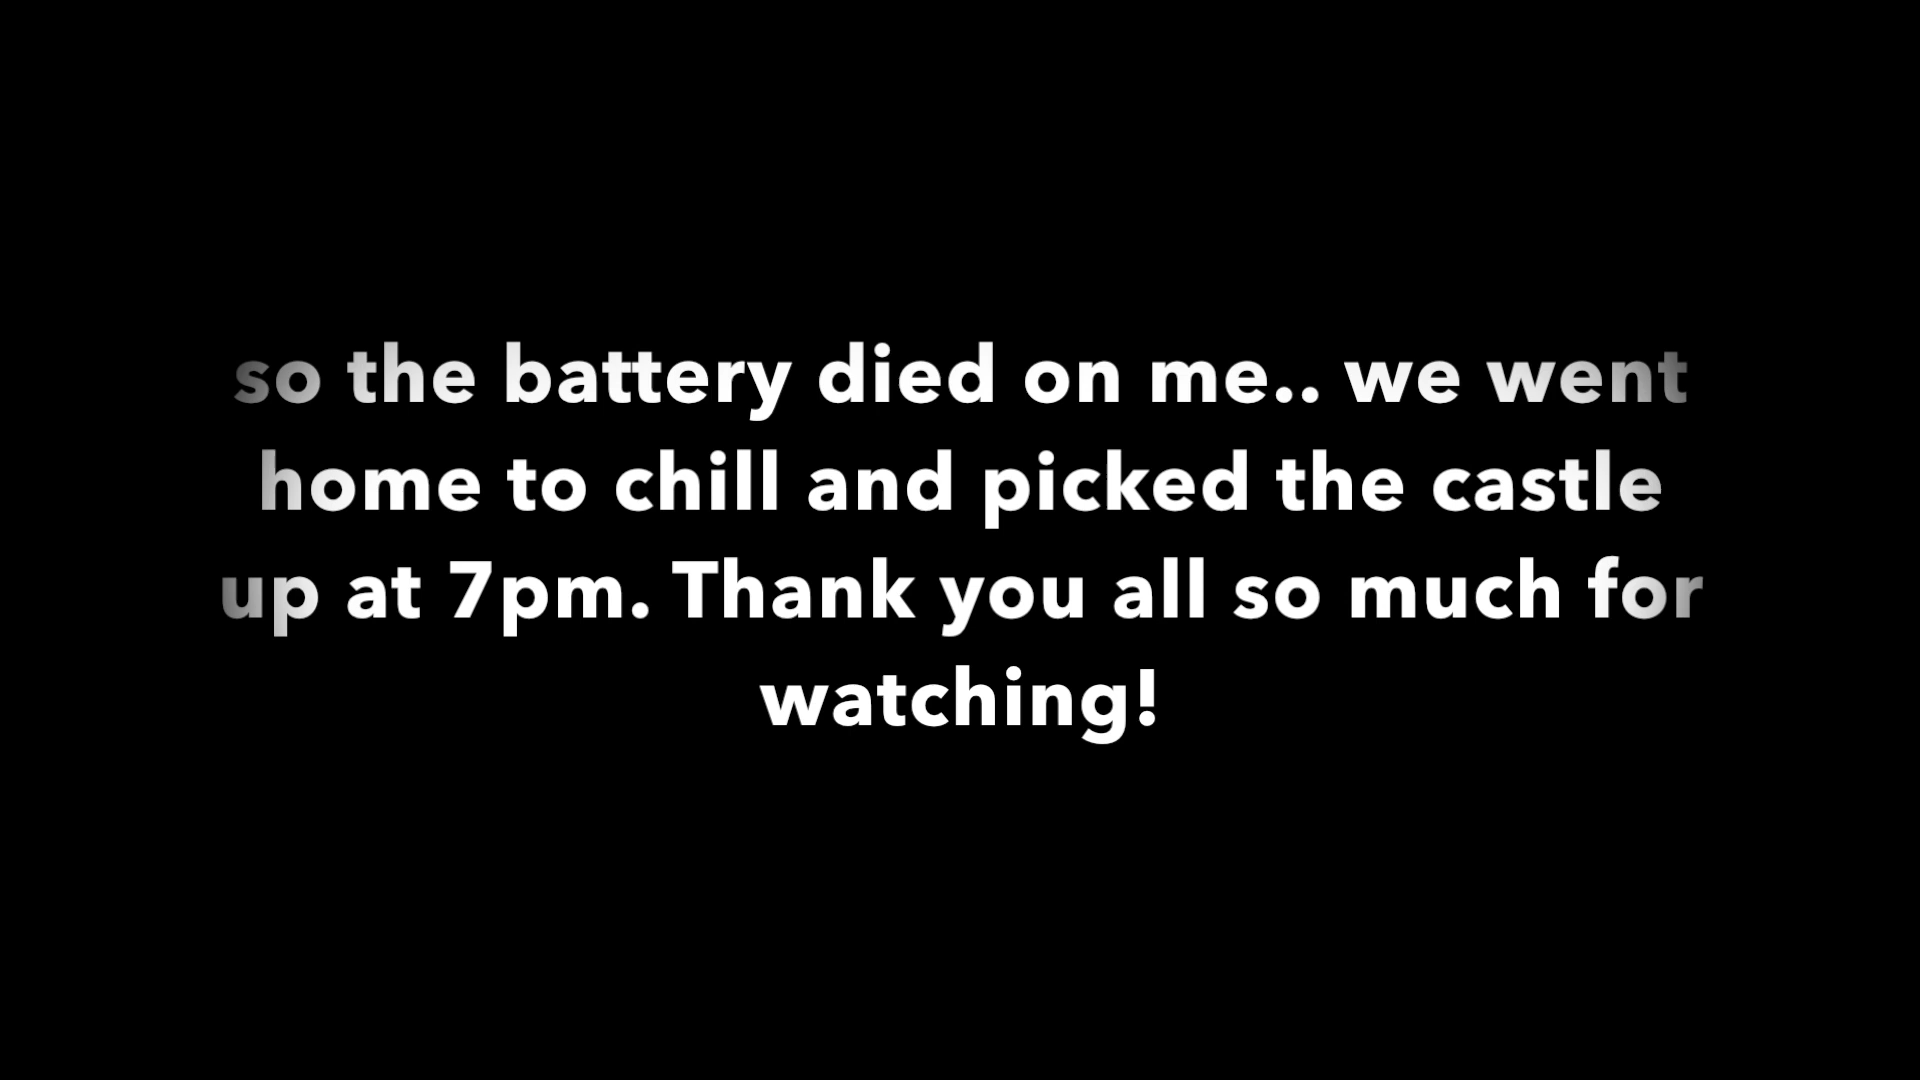 so the battery died on me.. we went
home to chill and picked the castle
up at 7pm. Thank you all so much for
watching!